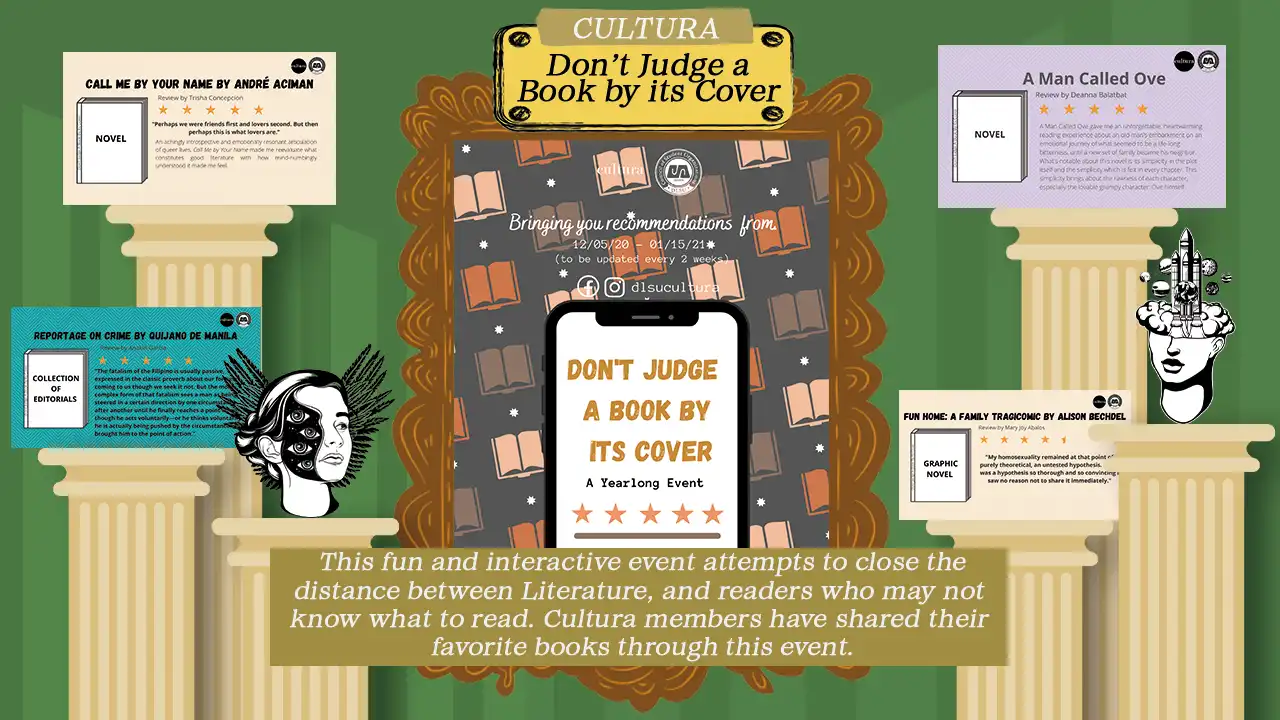 CULTURA
Don’t Judge a
Book by its Cover
CALL ME BY YOUR NAME BY ANDRÉ ACIMAN
Review by Trisha Concepcion
NOVEL
"Perhaps we were friends first and lovers second. But then
perhaps this is what lovers are."
An achingly introspective and emotionally resonant articulation
of queer lives, Call Me by Your Name made me reevaluate what
constitutes good literature with how mind-numbingly
understood it made me feel.
A Man Called Ove
Review by Deanna Balatbat
NOVEL
A Man Called Ove gave me an unforgettable, heartwarming
reading experience about an old man's embarkment on an
emotional journey of what seemed to be a life-long
bitterness, until a new set of family became his neighbor.
What's notable about this novel is its simplicity in the plot
itself and the simplicity which is felt in every chapter. This
simplicity brings about the rawness of each character,
especially the lovable grumpy character: Ove himself.
cultura
Bringing you recommendations from
12/05/20 - 01/15/21
(to be updated every 2 weeks)
dlsucultura
DON'T JUDGE
A BOOK BY
ITS COVER
A Yearlong Event
REPORTAGE ON CRIME BY QUIJANO DE MANILA
Review by
COLLECTION
OF
EDITORIALS
"The fatalism of the Filipino is usually passive,
expressed in the classic proverb about our
coming to us though we seek it not. But the
complex form of that fatalism sees a man as being
steered in a certain direction by one
after another until he finally reaches a point
though he acts voluntarily—or he thinks
he is actually being pushed by the
brought him to the point of action."
FUN HOME: A FAMILY TRAGICOMIC BY ALISON BECHDEL
Review by Mary Joy Abalos
GRAPHIC
NOVEL
"My homosexuality remained at that point
purely theoretical, an untested hypothesis.
was a hypothesis so thorough and so convincing
saw no reason not to share it immediately."
This fun and interactive event attempts to close the
distance between Literature, and readers who may not
know what to read. Cultura members have shared their
favorite books through this event.